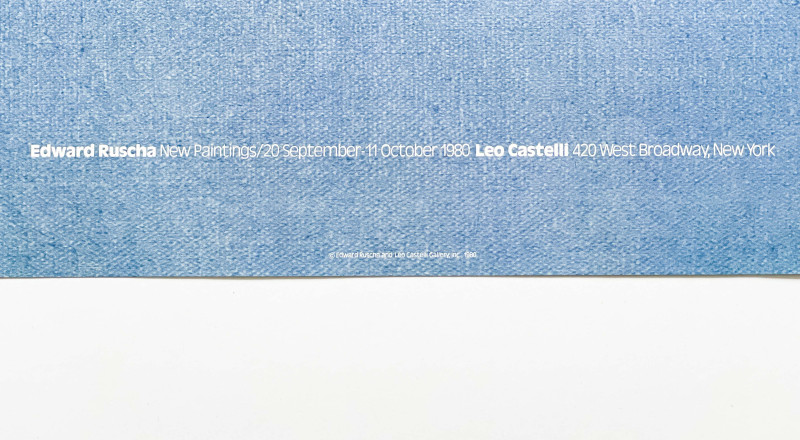 Edward Ruscha New Paintings/20 September-11 October 1980 Leo Castelli 420 West Broadway, New York
© Edward Ruscha and Leo Castelli Gallery, Inc. 1980